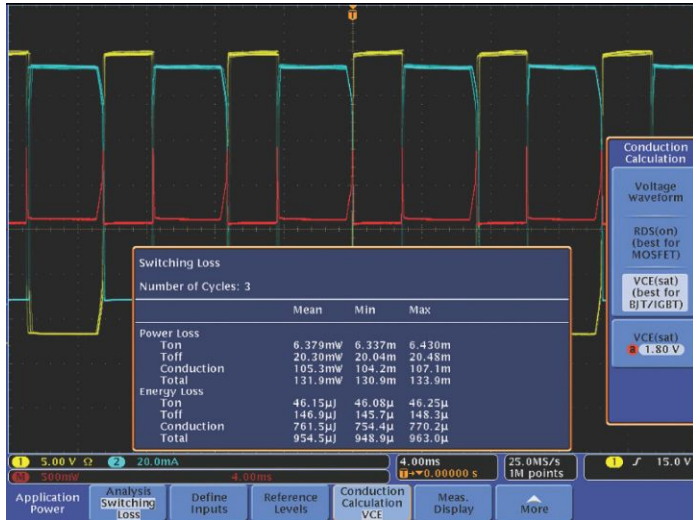 T
Conduction
Calculation
Voltage
waveform
RDS(on)
(best for
MOSFET)
VCE(sat)
(best for
BJT/IGBT)
VCE(sat)
a 1.80 V
Switching Loss
Number of Cycles: 3
Mean Min Max
Power Loss
Ton 6.379mW 6.337m 6.430m
Toff 20.30mW 20.04m 20.48m
Conduction 105.3mW 104.2m 107.1m
Total 131.9mW 130.9m 133.9m
Energy Loss
Ton 46.15µJ 46.08µ 46.25µ
Toff 146.9µJ 145.7µ 148.3µ
Conduction 761.5µJ 754.4µ 770.2µ
Total 954.5µJ 948.9µ 963.0µ
1 5.00 V Ω 2 20.0mA 4.00ms 25.0MS/s 1 15.0 V
M 500mW 4.00ms T→▼0.00000 s 1M points
Application
Power
Analysis
Switching
Loss
Define
Inputs
Reference
Levels
Conduction
Calculation
VCE
Meas.
Display
More